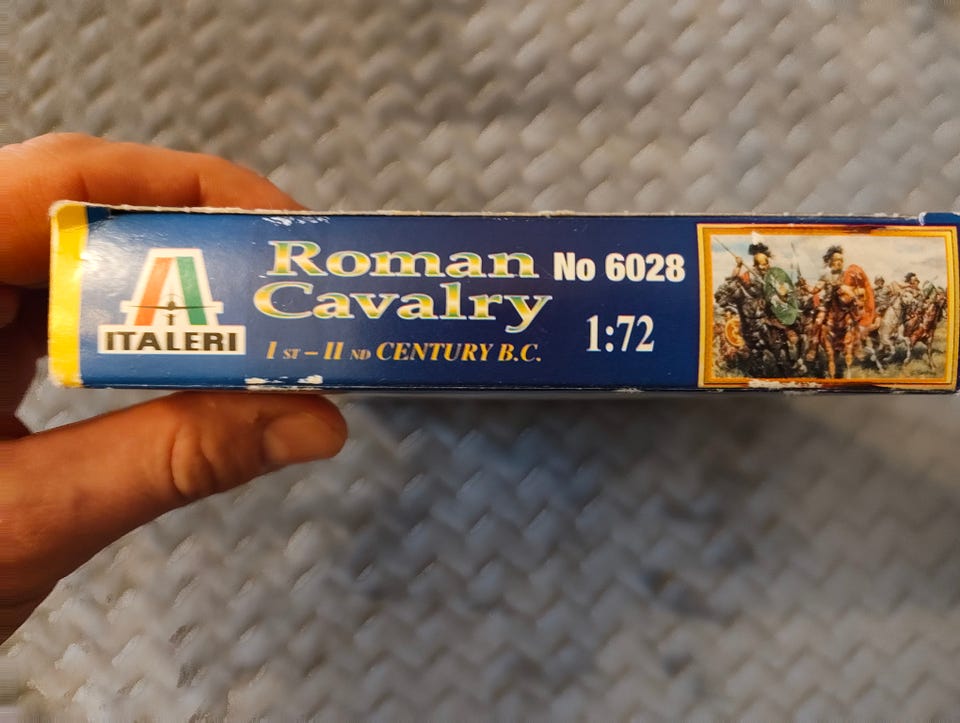 ITALERI
Roman
Cavalry
I ST – II ND CENTURY B.C.
No 6028
1:72